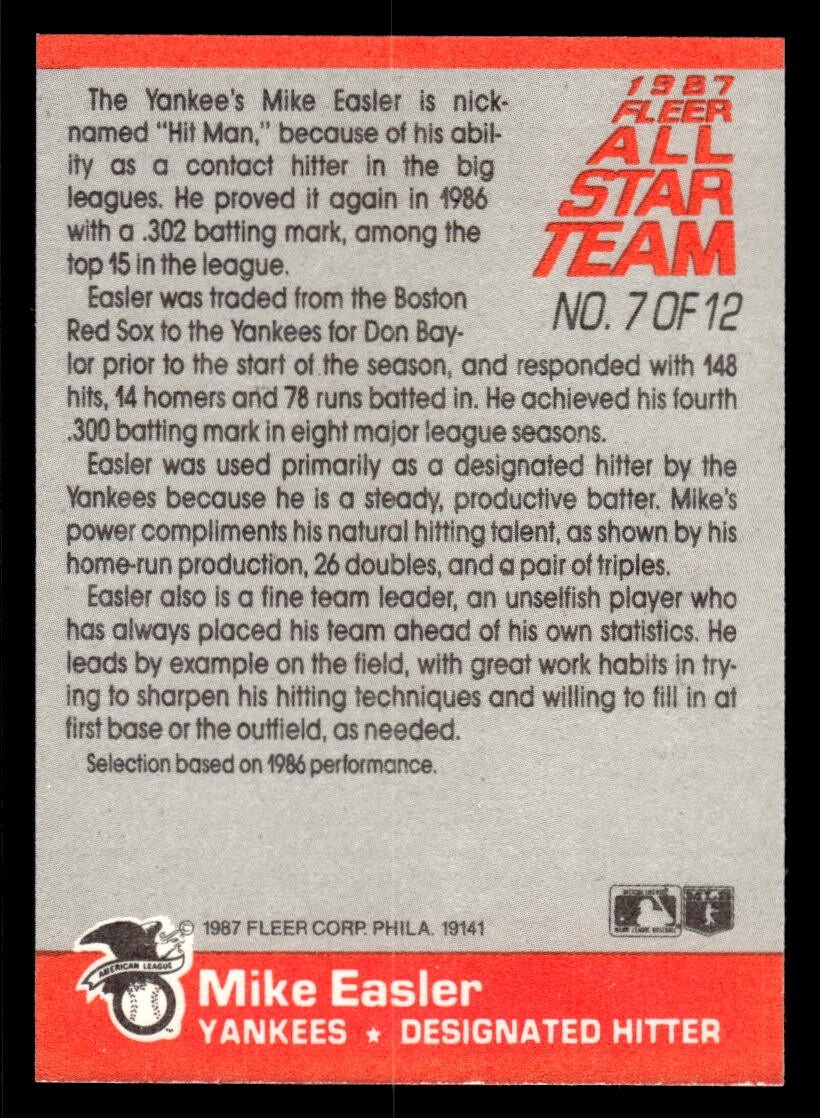 1987
FLEER
ALL
STAR
TEAM
NO. 7 OF 12
The Yankee's Mike Easler is nick-
named "Hit Man," because of his abil-
ity as a contact hitter in the big
leagues. He proved it again in 1986
with a .302 batting mark, among the
top 15 in the league.
Easler was traded from the Boston
Red Sox to the Yankees for Don Bay-
lor prior to the start of the season, and responded with 148
hits, 14 homers and 78 runs batted in. He achieved his fourth
.300 batting mark in eight major league seasons.
Easler was used primarily as a designated hitter by the
Yankees because he is a steady, productive batter. Mike's
power compliments his natural hitting talent, as shown by his
home-run production, 26 doubles, and a pair of triples.
Easler also is a fine team leader, an unselfish player who
has always placed his team ahead of his own statistics. He
leads by example on the field, with great work habits in try-
ing to sharpen his hitting techniques and willing to fill in at
first base or the outfield, as needed.
Selection based on 1986 performance.
© 1987 FLEER CORP. PHILA. 19141
AMERICAN LEAGUE
Mike Easler
YANKEES ★ DESIGNATED HITTER